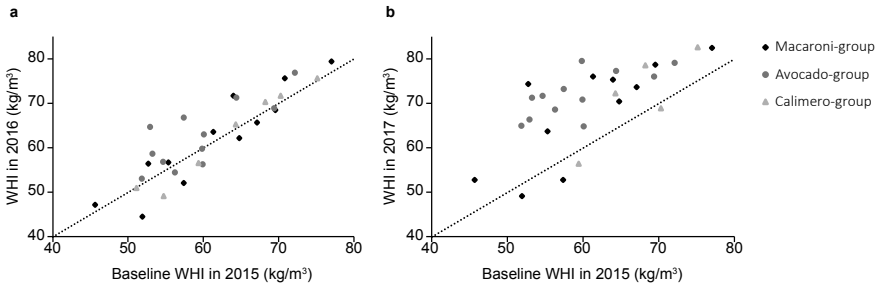 a
WHI in 2016 (kg/m³)
80
70
60
50
40
40 50 60 70 80
Baseline WHI in 2015 (kg/m³)
b
WHI in 2017 (kg/m³)
80
70
60
50
40
40 50 60 70 80
Baseline WHI in 2015 (kg/m³)
Macaroni-group
Avocado-group
Calimero-group